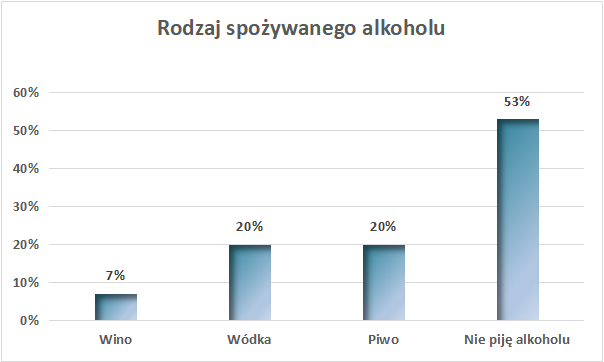 Rodzaj spożywanego alkoholu
60%
50%
40%
30%
20%
10%
0%
7%
20%
20%
53%
Wino
Wódka
Piwo
Nie piję alkoholu